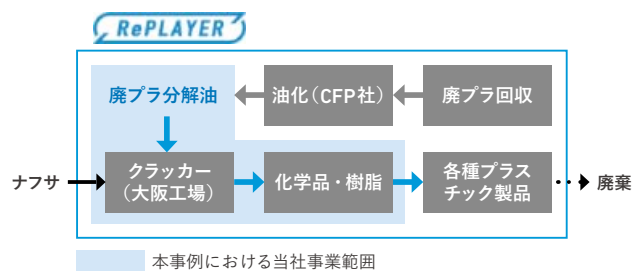 RePLAYER
廃プラ分解油
油化（CFP社）
廃プラ回収
ナフサ
クラッカー
（大阪工場）
化学品・樹脂
各種プラス
チック製品
廃棄
本事例における当社事業範囲